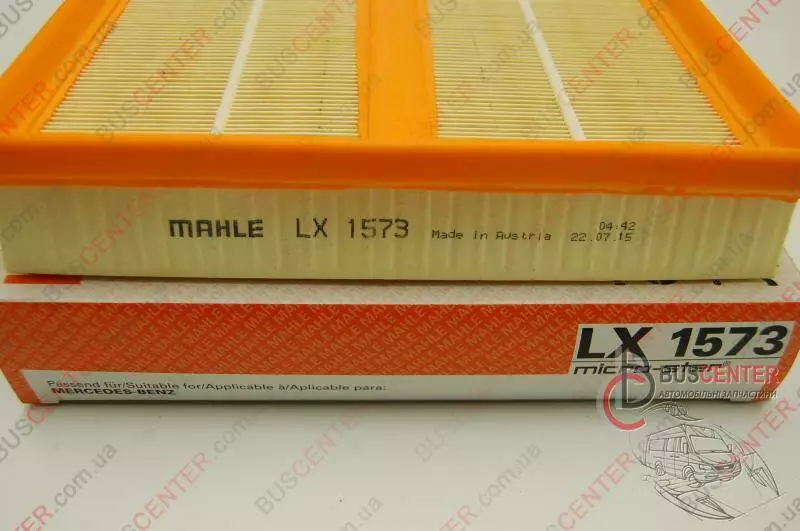 MAHLE LX 1573 Made in Austria 04:42
22.07.15
LX 1573
micro-star
Passend für/Suitable for/Applicable à/Aplicable para:
MERCEDES-BENZ
BUSCENTER
АВТОМОБІЛЬНІ ЗАПЧАСТИНИ
BUSCENTER.com.ua